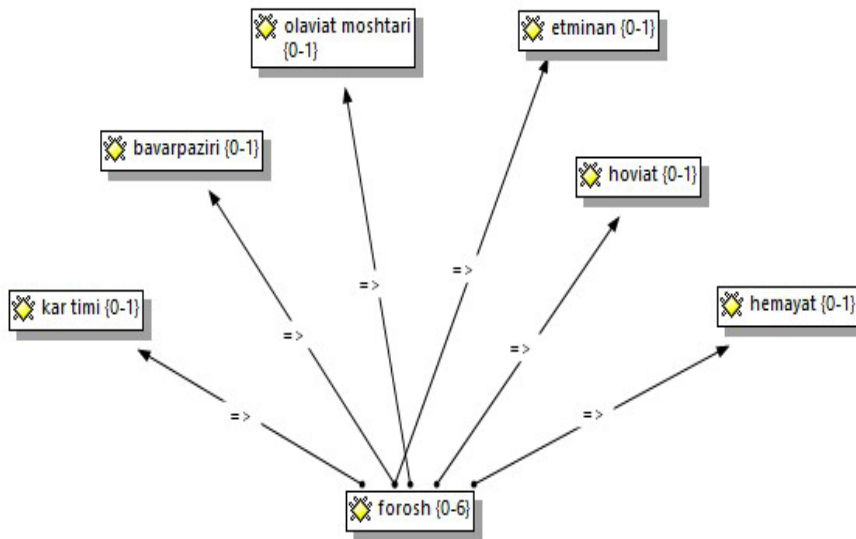 olaviat moshtari
{0-1}
etminan {0-1}
bavarpaziri {0-1}
hoviat {0-1}
kar timi {0-1}
hemayat {0-1}
=>
=>
=>
=>
=>
=>
forosh {0-6}